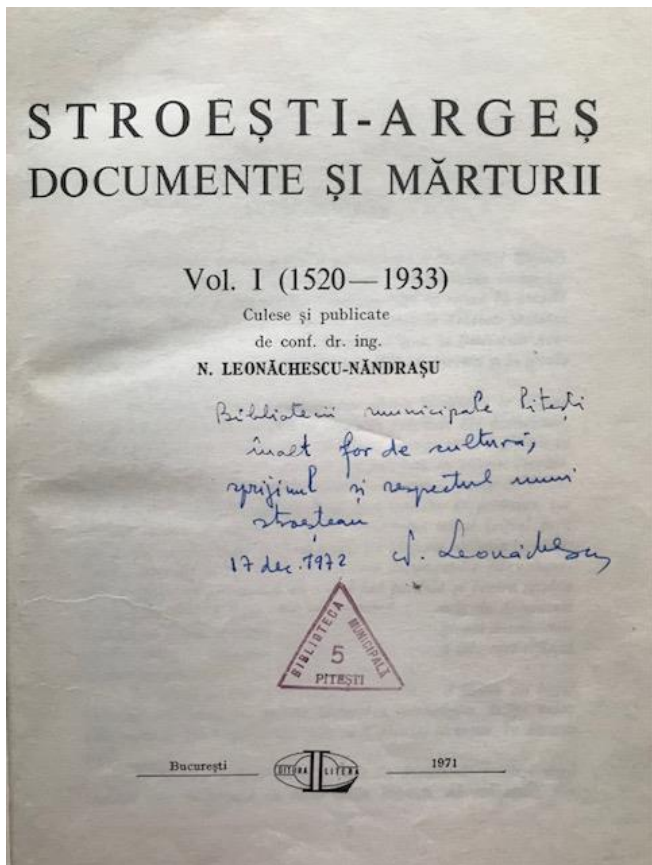 STROEȘTI-ARGEȘ
DOCUMENTE ȘI MĂRTURII
Vol. I (1520—1933)
Culese și publicate
de conf. dr. ing.
N. LEONĂCHESCU-NĂNDRAȘU
Bibliotecii municipale Pitești
înalt for de cultură,
sprijinul și respectul unui
stroeștean
17 dec. 1972 N. Leonăchescu
BIBLIOTECA MUNICIPALĂ
5
PITEȘTI
București
EDITURA LITERA
1971